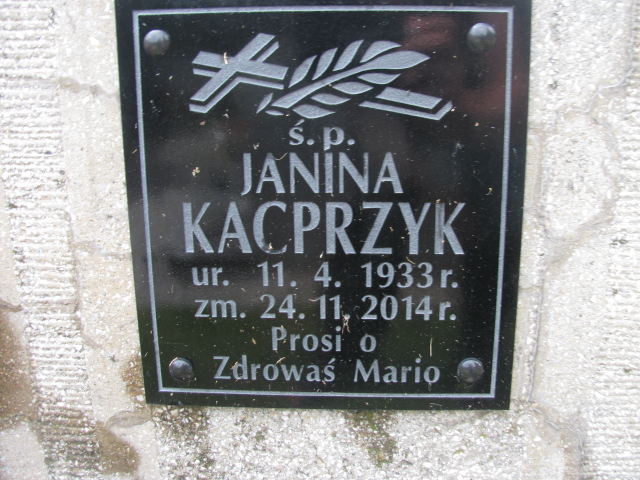 ś. p.
JANINA
KACPRZYK
ur. 11. 4. 1933 r.
zm. 24. 11. 2014 r.
Prosi o
Zdrowaś Mario